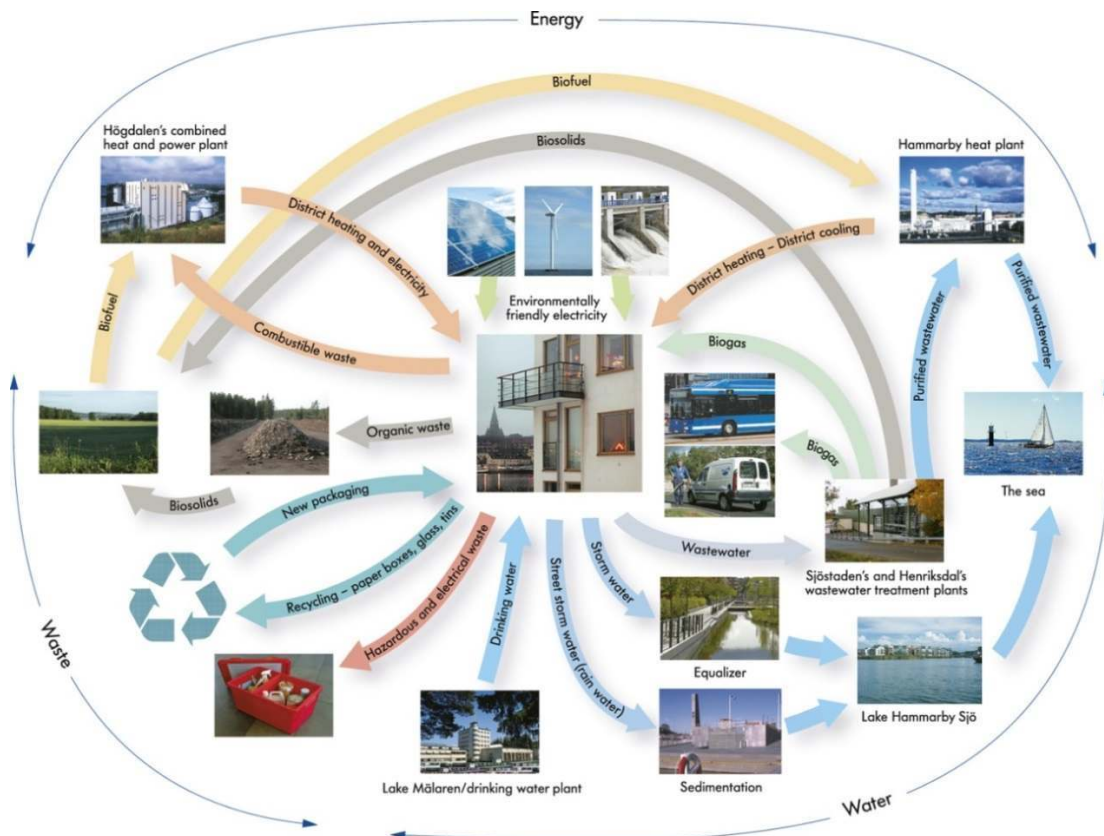 Energy
Biofuel
Högdalen's combined
heat and power plant
Biosolids
Hammarby heat plant
District heating and electricity
District heating – District cooling
Environmentally
friendly electricity
Biofuel
Combustible waste
Purified wastewater
Purified wastewater
Biogas
Organic waste
Biogas
The sea
Biosolids
New packaging
Wastewater
Sjöstaden's and Henriksdal's
wastewater treatment plants
Recycling – paper boxes, glass, tins
Hazardous and electrical waste
Drinking water
Street storm water (rain water)
Storm water
Waste
Equalizer
Lake Hammarby Sjö
Lake Mälaren/drinking water plant
Sedimentation
Water